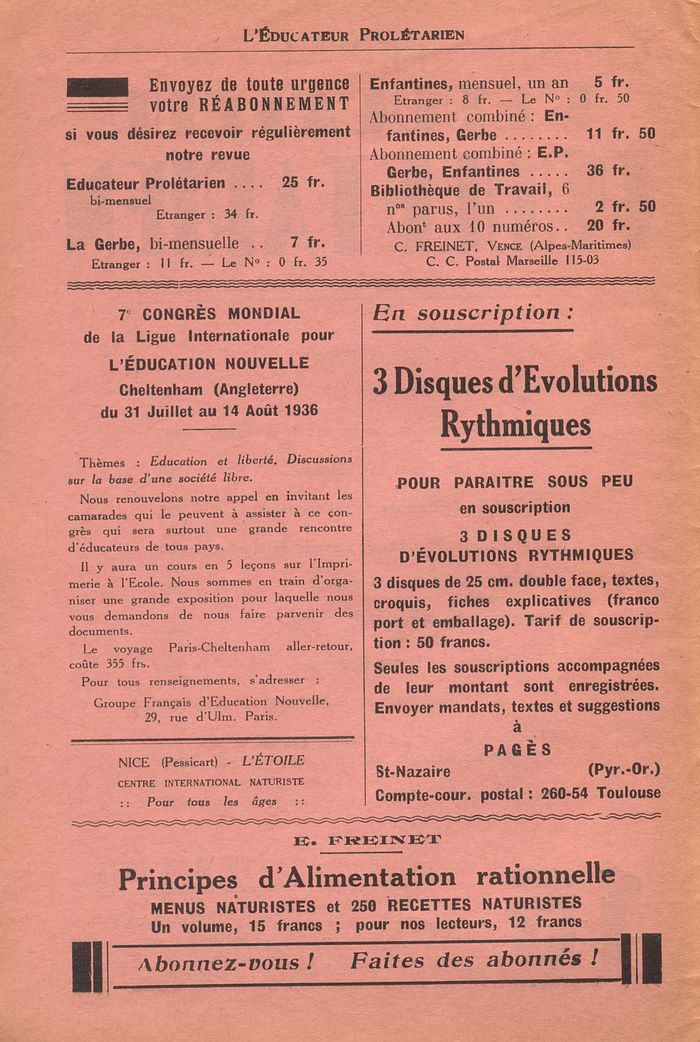 L'ÉDUCATEUR PROLÉTARIEN
Envoyez de toute urgence
votre RÉABONNEMENT
si vous désirez recevoir régulièrement
notre revue
Educateur Prolétarien .... 25 fr.
bi-mensuel
Etranger : 34 fr.
La Gerbe, bi-mensuelle .. 7 fr.
Etranger : 11 fr. — Le N° : 0 fr. 35
Enfantines, mensuel, un an 5 fr.
Etranger : 8 fr. — Le N° : 0 fr. 50
Abonnement combiné : En-
fantines, Gerbe ........ 11 fr. 50
Abonnement combiné : E.P.
Gerbe, Enfantines ..... 36 fr.
Bibliothèque de Travail, 6
nos parus, l'un ........ 2 fr. 50
Abont aux 10 numéros.. 20 fr.
C. FREINET, VENCE (Alpes-Maritimes)
C. C. Postal Marseille 115-03
7e CONGRÈS MONDIAL
de la Ligue Internationale pour
L'ÉDUCATION NOUVELLE
Cheltenham (Angleterre)
du 31 Juillet au 14 Août 1936
Thèmes : Education et liberté, Discussions
sur la base d'une société libre.
Nous renouvelons notre appel en invitant les
camarades qui le peuvent à assister à ce con-
grès qui sera surtout une grande rencontre
d'éducateurs de tous pays.
Il y aura un cours en 5 leçons sur l'Impri-
merie à l'Ecole. Nous sommes en train d'orga-
niser une grande exposition pour laquelle nous
vous demandons de nous faire parvenir des
documents.
Le voyage Paris-Cheltenham aller-retour,
coûte 355 frs.
Pour tous renseignements, s'adresser :
Groupe Français d'Education Nouvelle,
29, rue d'Ulm. Paris.
NICE (Pessicart) - L'ÉTOILE
CENTRE INTERNATIONAL NATURISTE
:: Pour tous les âges ::
En souscription :
3 Disques d'Evolutions
Rythmiques
POUR PARAITRE SOUS PEU
en souscription
3 DISQUES
D'ÉVOLUTIONS RYTHMIQUES
3 disques de 25 cm. double face, textes,
croquis, fiches explicatives (franco
port et emballage). Tarif de souscrip-
tion : 50 francs.
Seules les souscriptions accompagnées
de leur montant sont enregistrées.
Envoyer mandats, textes et suggestions
à
PAGÈS
St-Nazaire (Pyr.-Or.)
Compte-cour. postal : 260-54 Toulouse
E. FREINET
Principes d'Alimentation rationnelle
MENUS NATURISTES et 250 RECETTES NATURISTES
Un volume, 15 francs ; pour nos lecteurs, 12 francs
Abonnez-vous ! Faites des abonnés !